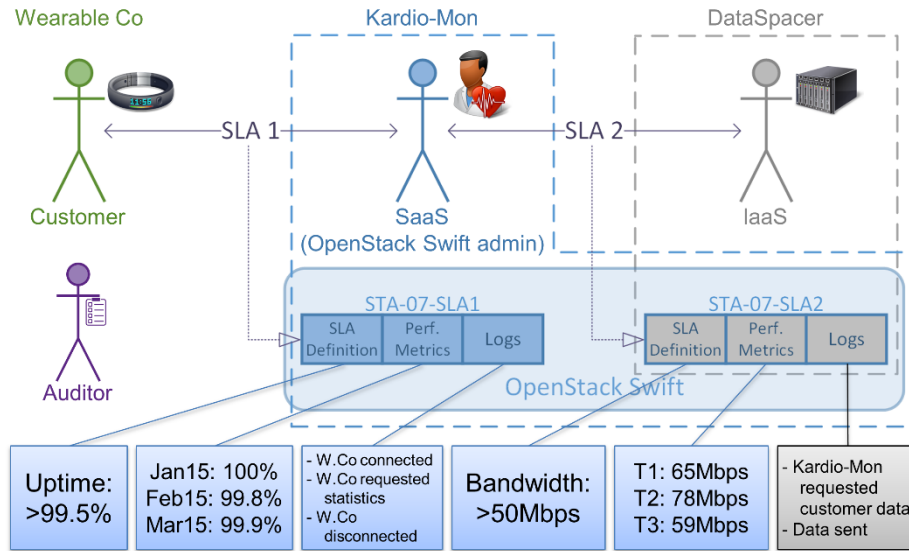 Wearable Co
Kardio-Mon
DataSpacer
11:56
SLA 1
SLA 2
Customer
SaaS
(OpenStack Swift admin)
IaaS
Auditor
STA-07-SLA1
SLA
Definition
Perf.
Metrics
Logs
STA-07-SLA2
SLA
Definition
Perf.
Metrics
Logs
OpenStack Swift
Uptime:
>99.5%
Jan15: 100%
Feb15: 99.8%
Mar15: 99.9%
- W.Co connected
- W.Co requested
statistics
- W.Co
disconnected
Bandwidth:
>50Mbps
T1: 65Mbps
T2: 78Mbps
T3: 59Mbps
- Kardio-Mon
requested
customer data
- Data sent